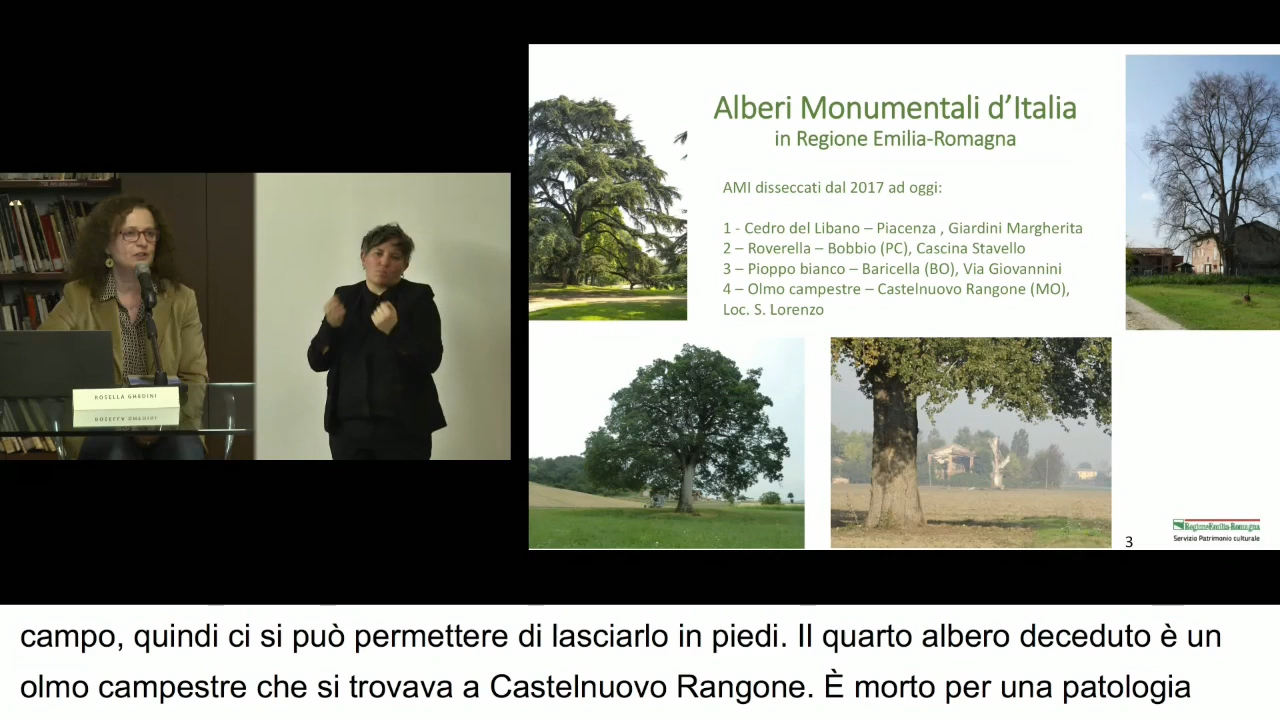 ROSELLA GHEDINI
Alberi Monumentali d'Italia
in Regione Emilia-Romagna
AMI disseccati dal 2017 ad oggi:
1 - Cedro del Libano – Piacenza , Giardini Margherita
2 – Roverella – Bobbio (PC), Cascina Stavello
3 – Pioppo bianco – Baricella (BO), Via Giovannini
4 – Olmo campestre – Castelnuovo Rangone (MO),
Loc. S. Lorenzo
RegioneEmilia-Romagna
Servizio Patrimonio culturale
3
campo, quindi ci si può permettere di lasciarlo in piedi. Il quarto albero deceduto è un
olmo campestre che si trovava a Castelnuovo Rangone. È morto per una patologia